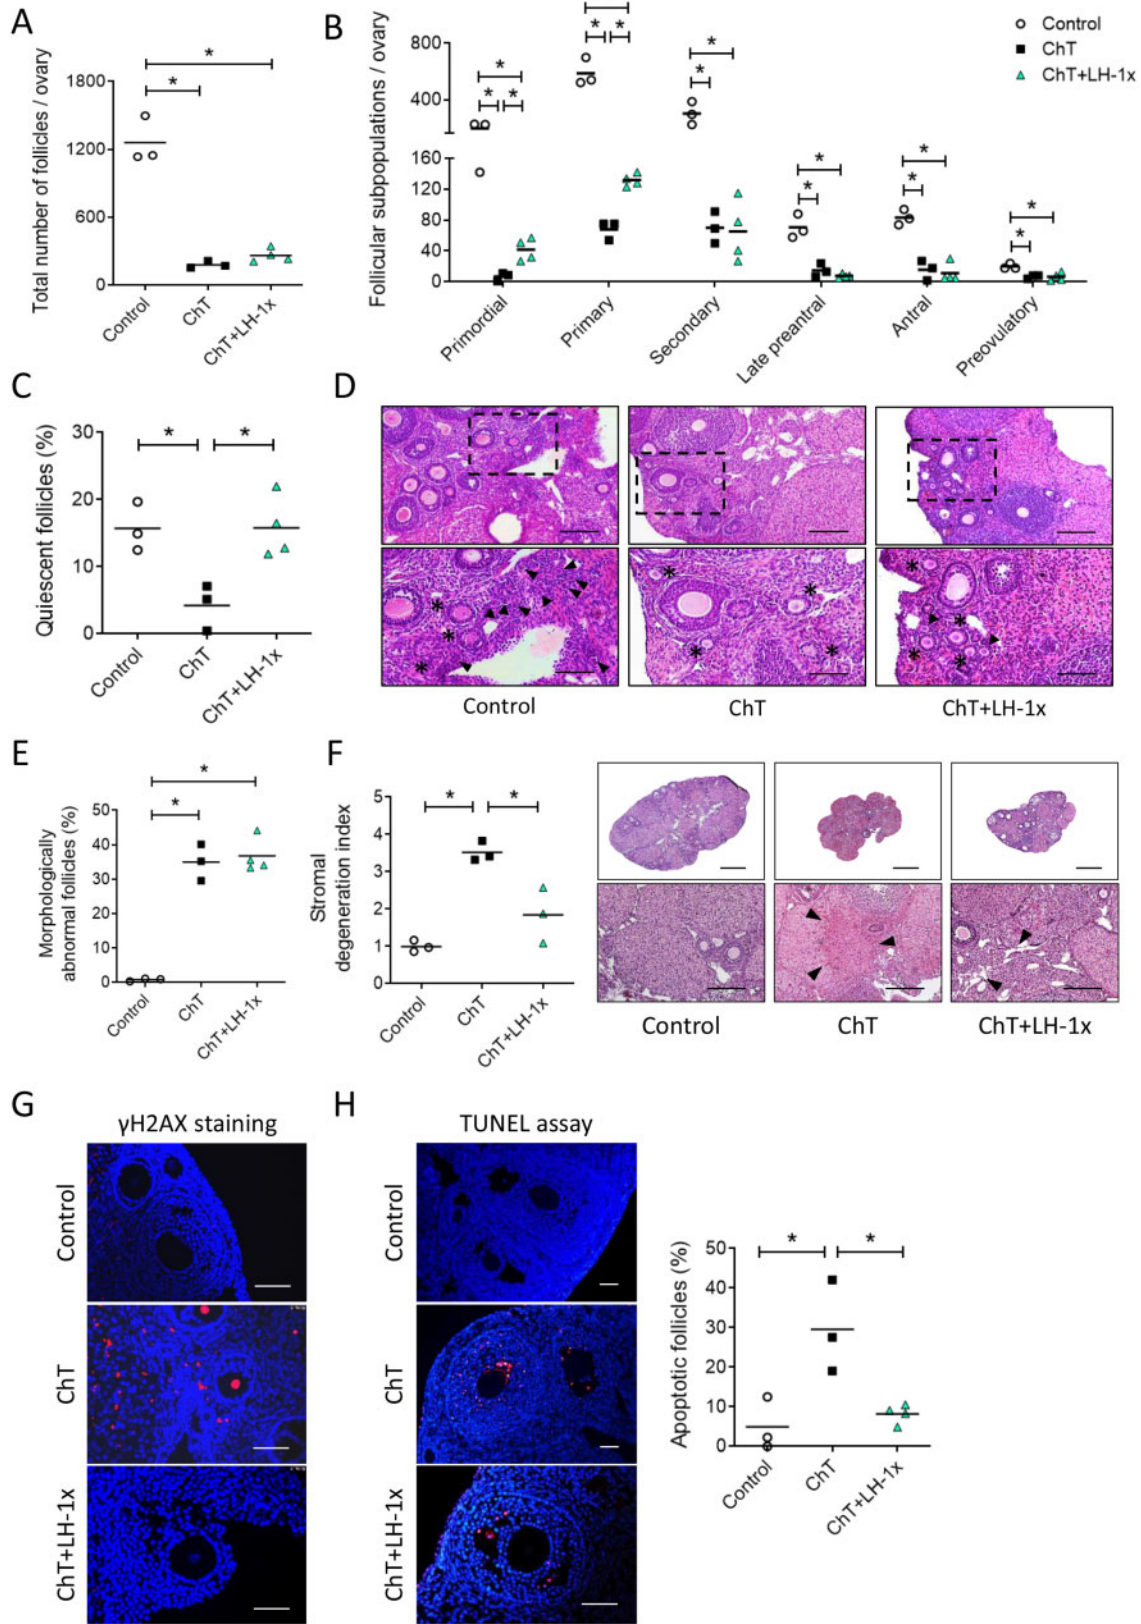 A
Total number of follicles / ovary
1800
1200
600
0
*
*
Control
ChT
ChT+LH-1x
B
Follicular subpopulations / ovary
800
400
160
120
80
40
0
*
* *
*
* *
*
*
*
*
*
*
*
*
Primordial
Primary
Secondary
Late preantral
Antral
Preovulatory
Control
ChT
ChT+LH-1x
C
Quiescent follicles (%)
30
20
10
0
* *
Control
ChT
ChT+LH-1x
D
Control
ChT
ChT+LH-1x
E
Morphologically
abnormal follicles (%)
50
40
30
20
10
0
*
*
Control
ChT
ChT+LH-1x
F
Stromal
degeneration index
5
4
3
2
1
0
* *
Control
ChT
ChT+LH-1x
Control
ChT
ChT+LH-1x
G
γH2AX staining
Control
ChT
ChT+LH-1x
H
TUNEL assay
Control
ChT
ChT+LH-1x
Apoptotic follicles (%)
50
40
30
20
10
0
* *
Control
ChT
ChT+LH-1x